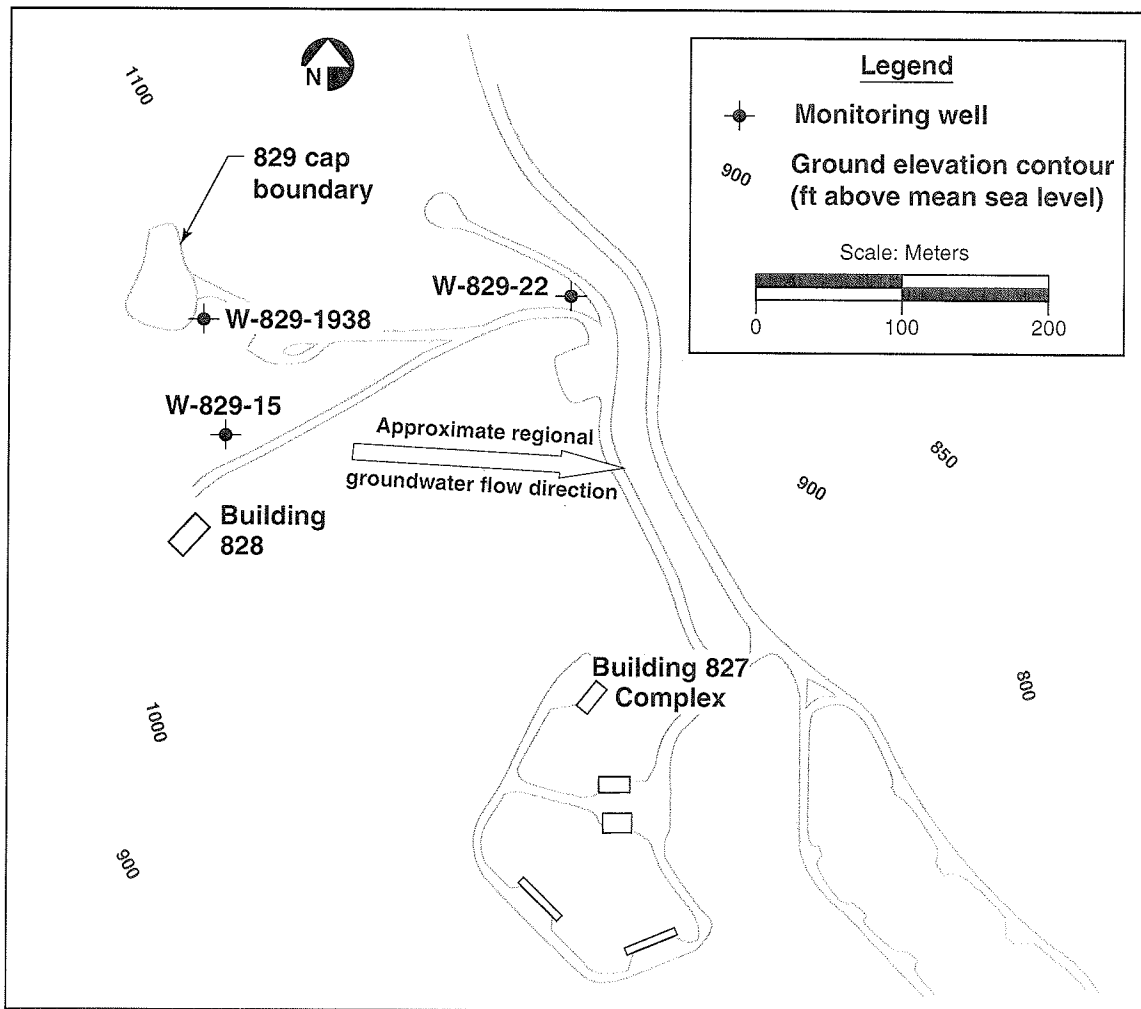 1100
N
829 cap
boundary
Legend
Monitoring well
900
Ground elevation contour
(ft above mean sea level)
Scale: Meters
0 100 200
W-829-22
W-829-1938
W-829-15
Approximate regional
groundwater flow direction
850
900
Building
828
Building 827
Complex
800
1000
900